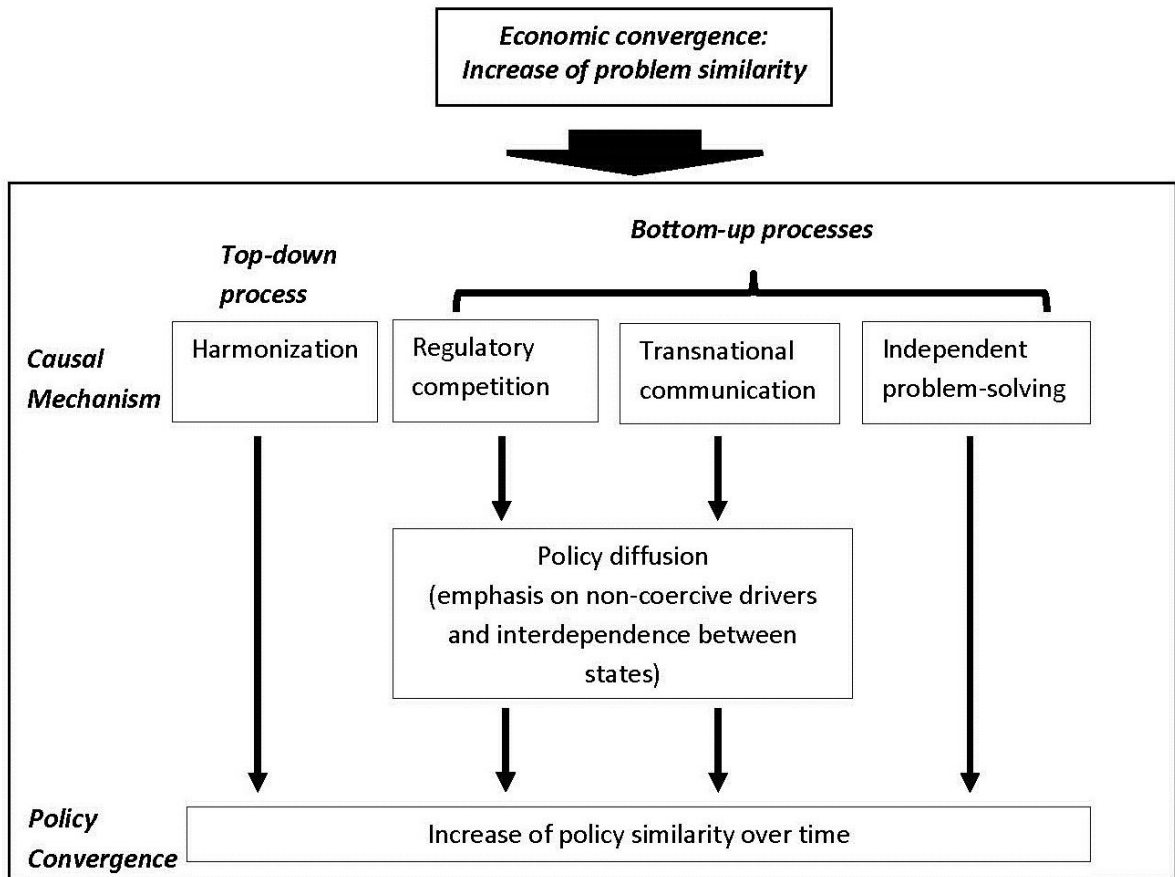 Economic convergence:
Increase of problem similarity
Bottom-up processes
Top-down
process
Causal
Mechanism
Harmonization
Regulatory
competition
Transnational
communication
Independent
problem-solving
Policy diffusion
(emphasis on non-coercive drivers
and interdependence between
states)
Policy
Convergence
Increase of policy similarity over time